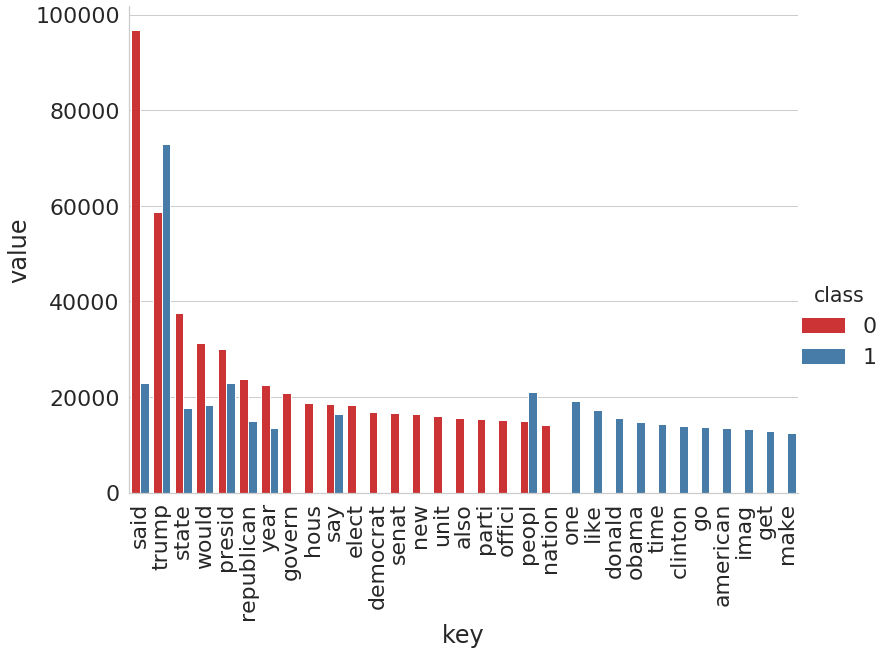 100000
80000
60000
40000
20000
0
value
said
trump
state
would
presid
republican
year
govern
hous
say
elect
democrat
senat
new
unit
also
parti
offici
peopl
nation
one
like
donald
obama
time
clinton
go
american
imag
get
make
key
class
0
1